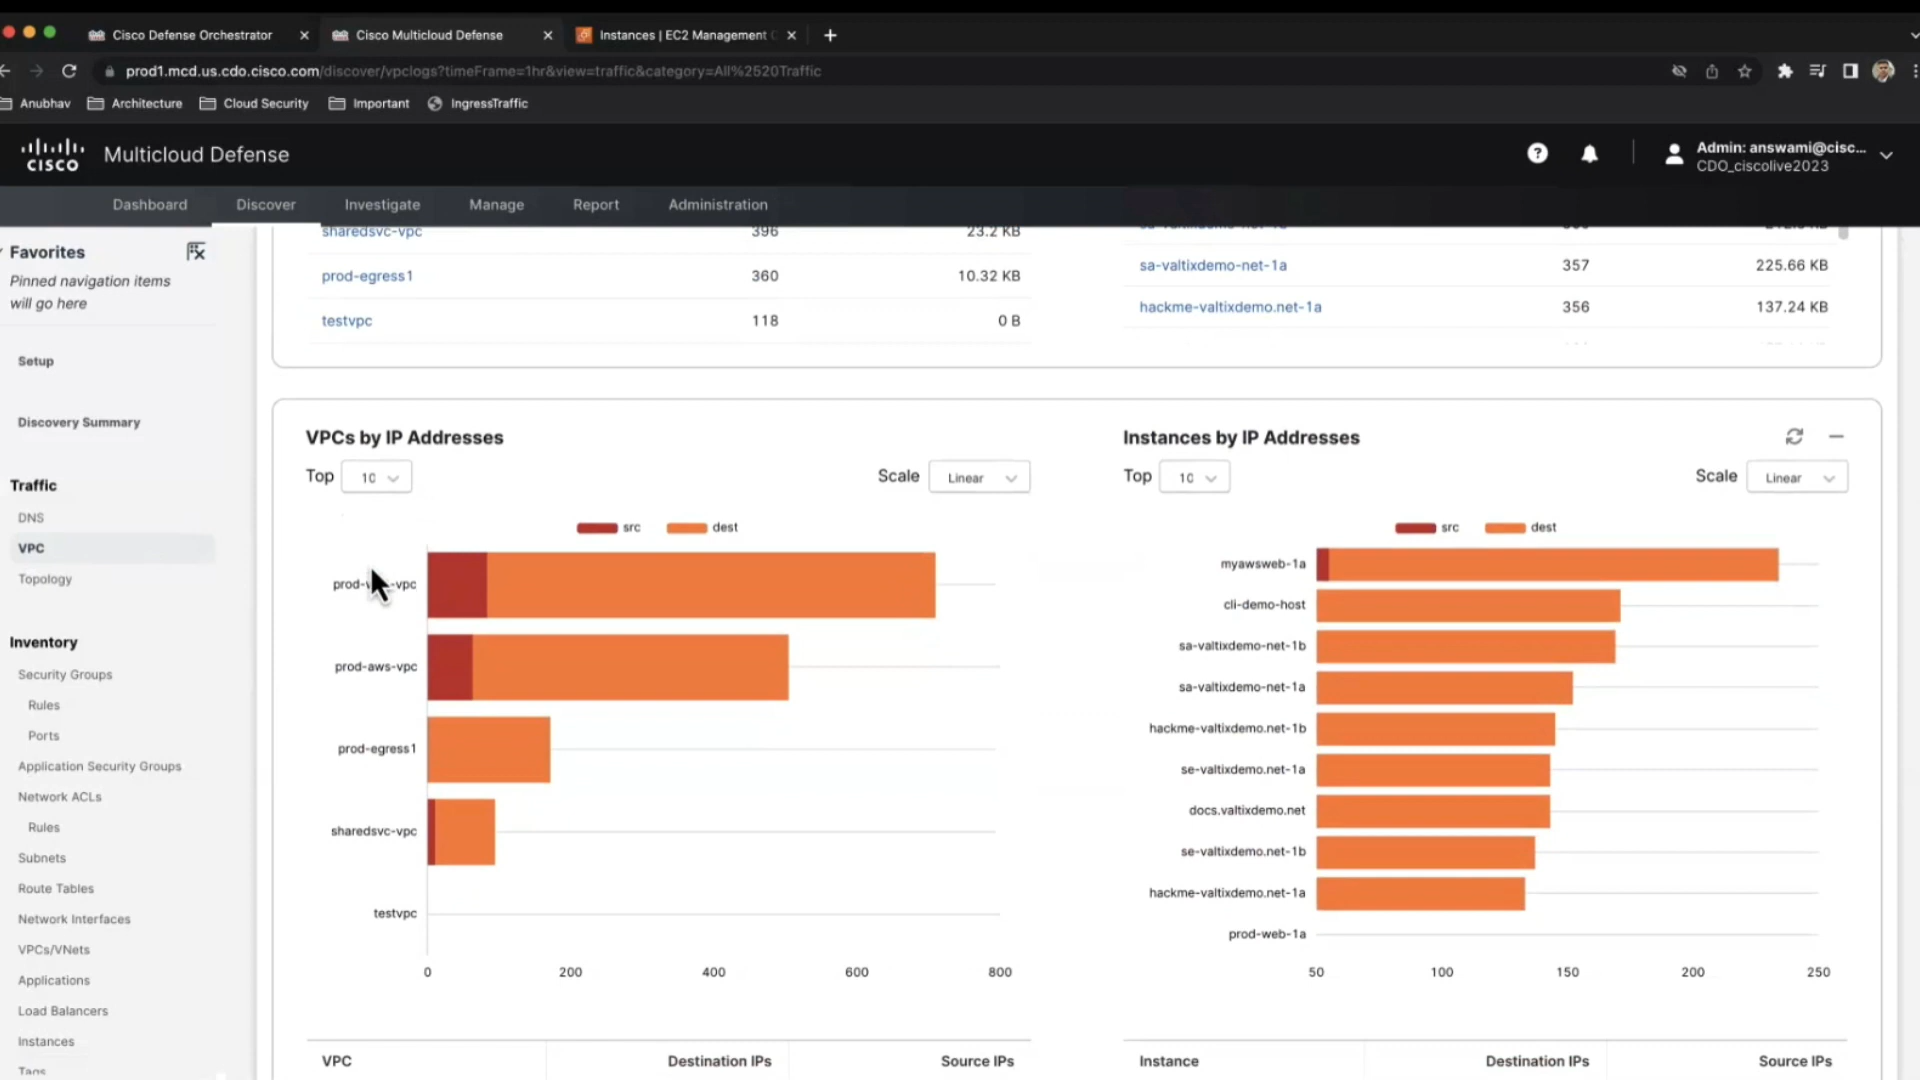 Cisco Defense Orchestrator
Cisco Multicloud Defense
Instances | EC2 Management C
prod1.mcd.us.cdo.cisco.com/discover/vpclogs?timeFrame=1hr&view=traffic&category=All%2520Traffic
Anubhav
Architecture
Cloud Security
Important
IngressTraffic
CISCO
Multicloud Defense
Admin: answami@cisc...
CDO_ciscolive2023
Dashboard
Discover
Investigate
Manage
Report
Administration
Favorites
Pinned navigation items
will go here
Setup
Discovery Summary
Traffic
DNS
VPC
Topology
Inventory
Security Groups
Rules
Ports
Application Security Groups
Network ACLs
Rules
Subnets
Route Tables
Network Interfaces
VPCs/VNets
Applications
Load Balancers
Instances
Tags
sharedsvc-vpc 396 23.2 KB
prod-egress1 360 10.32 KB
testvpc 118 0 B
sa-valtixdemo-net-1a 357 225.66 KB
hackme-valtixdemo.net-1a 356 137.24 KB
VPCs by IP Addresses
Top 10
Scale Linear
src dest
prod- -vpc
prod-aws-vpc
prod-egress1
sharedsvc-vpc
testvpc
0 200 400 600 800
VPC Destination IPs Source IPs
Instances by IP Addresses
Top 10
Scale Linear
src dest
myawsweb-1a
cli-demo-host
sa-valtixdemo-net-1b
sa-valtixdemo-net-1a
hackme-valtixdemo.net-1b
se-valtixdemo.net-1a
docs.valtixdemo.net
se-valtixdemo.net-1b
hackme-valtixdemo.net-1a
prod-web-1a
50 100 150 200 250
Instance Destination IPs Source IPs